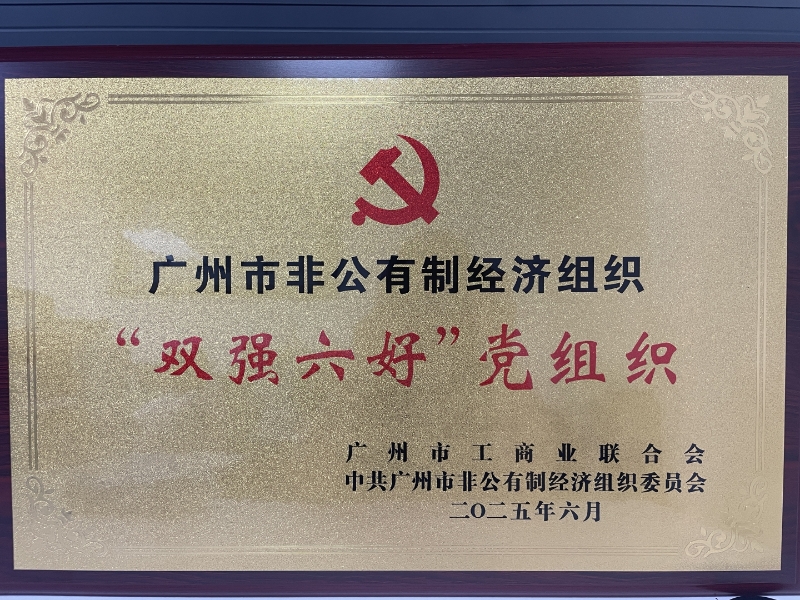 广州市非公有制经济组织
“双强六好”党组织
广州市工商业联合会
中共广州市非公有制经济组织委员会
二〇二五年六月